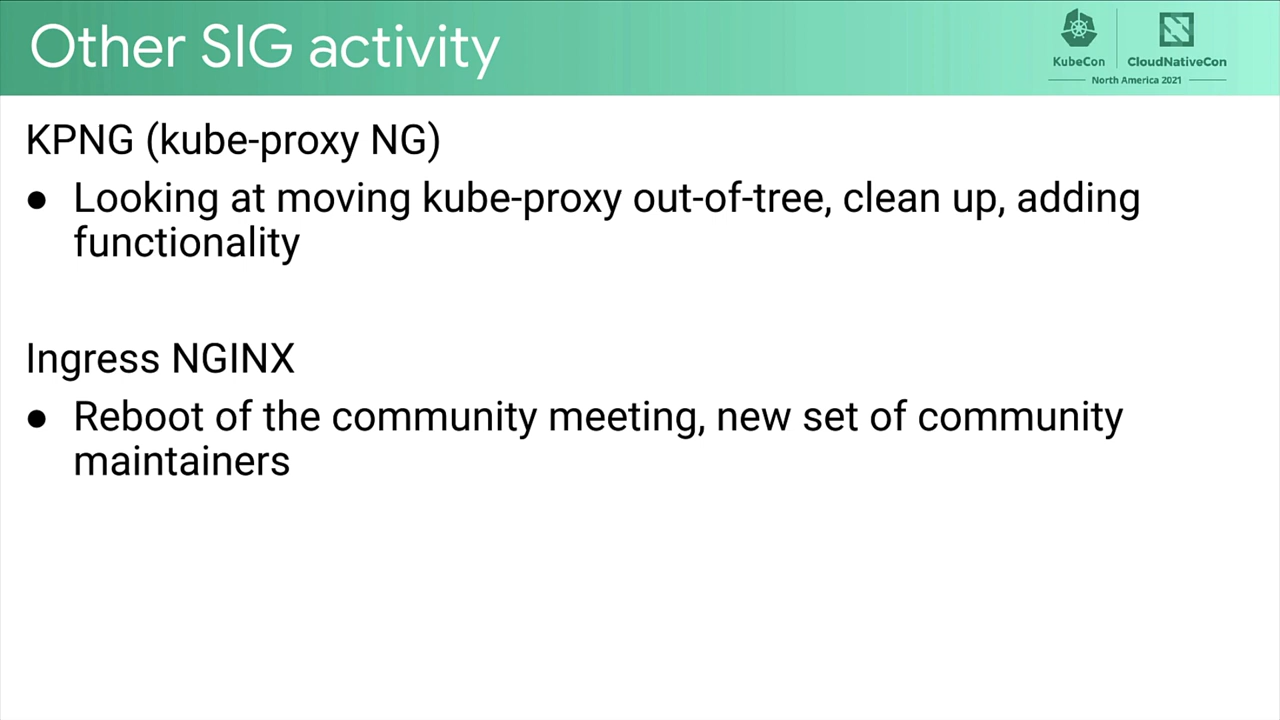 Other SIG activity
KubeCon
CloudNativeCon
North America 2021
KPNG (kube-proxy NG)
● Looking at moving kube-proxy out-of-tree, clean up, adding
functionality
Ingress NGINX
● Reboot of the community meeting, new set of community
maintainers